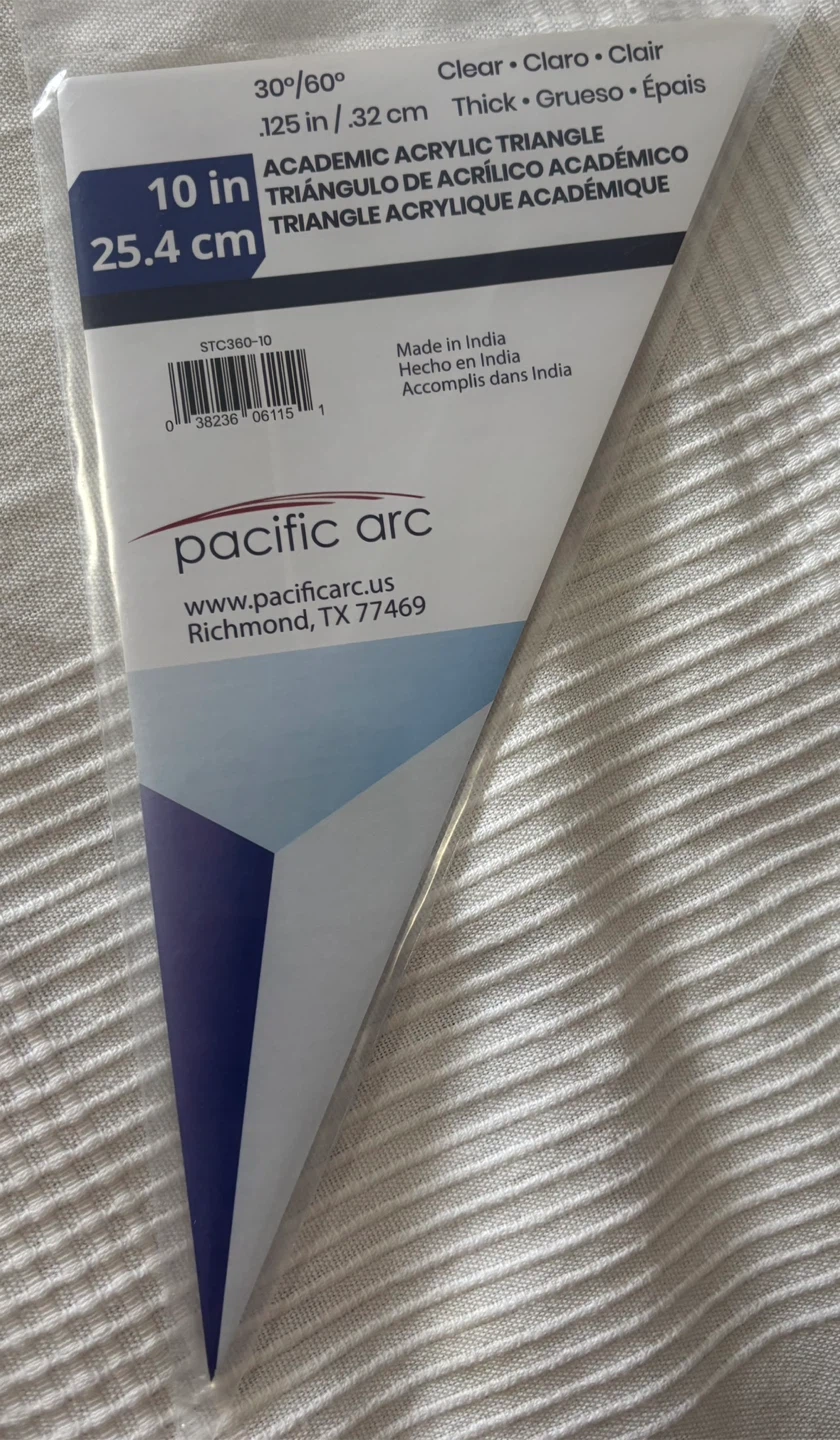 30º/60º
.125 in / .32 cm
Clear • Claro • Clair
Thick • Grueso • Épais
10 in
25.4 cm
ACADEMIC ACRYLIC TRIANGLE
TRIÁNGULO DE ACRÍLICO ACADÉMICO
TRIANGLE ACRYLIQUE ACADÉMIQUE
STC360-10
0 38236 06115 1
Made in India
Hecho en India
Accomplis dans India
pacific arc
www.pacificarc.us
Richmond, TX 77469